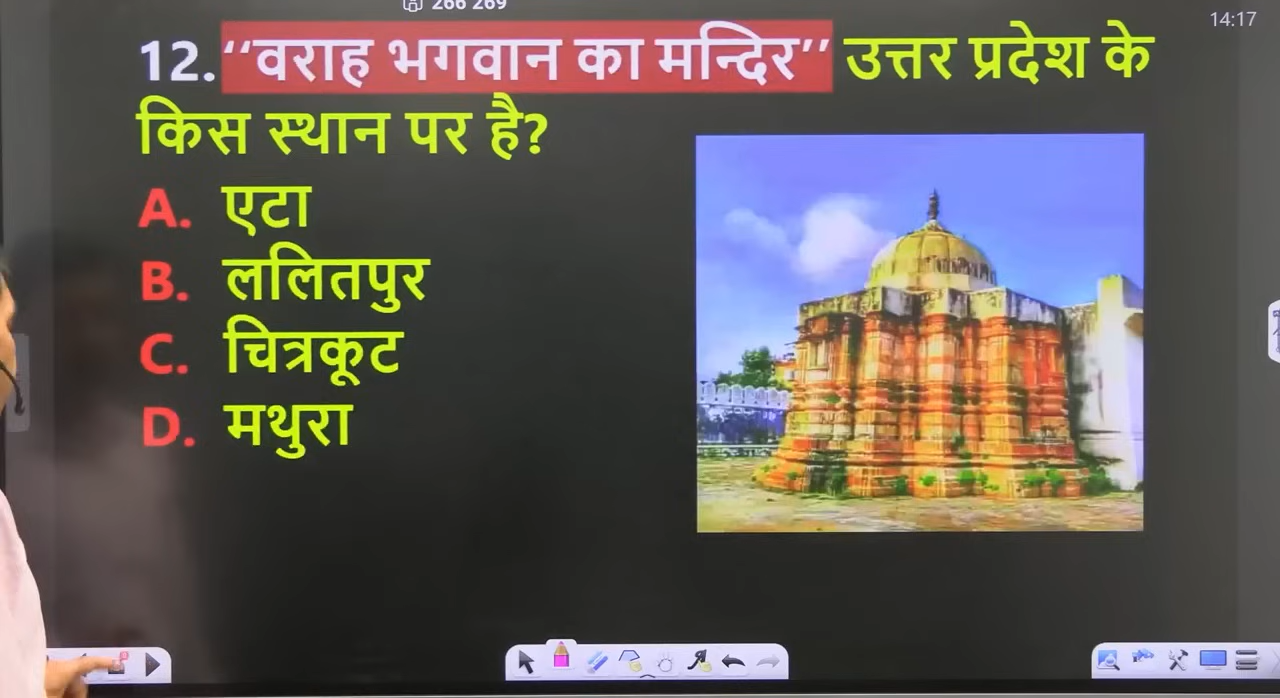 266 269
14:17
12. ‘‘वराह भगवान का मन्दिर’’ उत्तर प्रदेश के
किस स्थान पर है?
A. एटा
B. ललितपुर
C. चित्रकूट
D. मथुरा